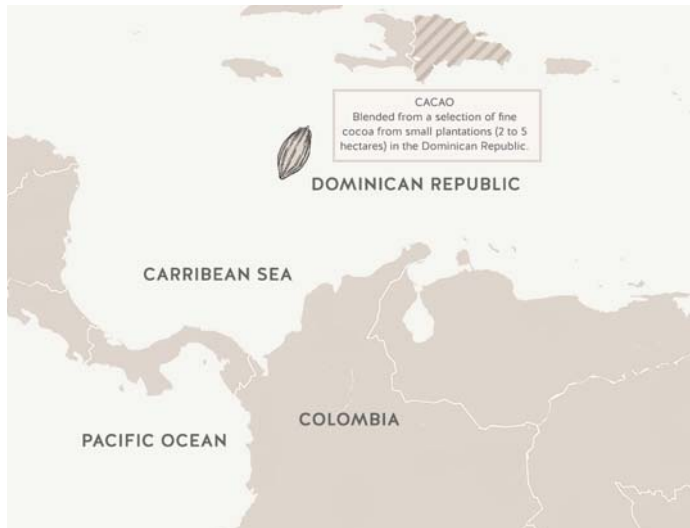 CACAO
Blended from a selection of fine
cocoa from small plantations (2 to 5
hectares) in the Dominican Republic.
DOMINICAN REPUBLIC
CARRIBEAN SEA
COLOMBIA
PACIFIC OCEAN